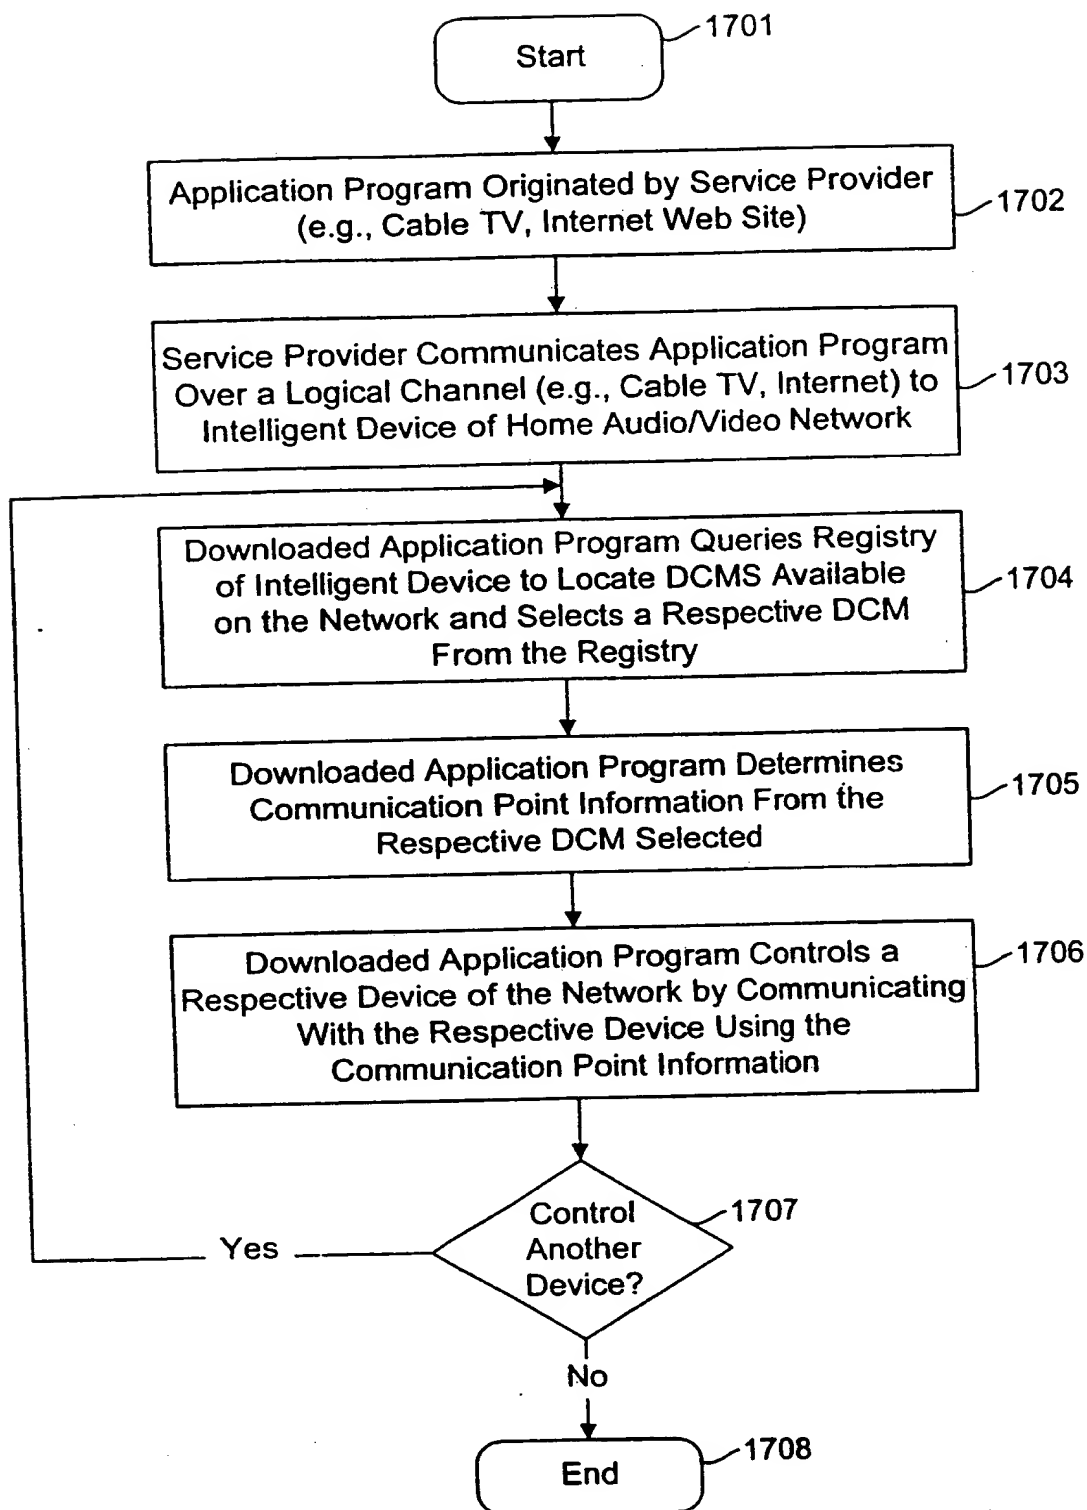 Start
1701
Application Program Originated by Service Provider
(e.g., Cable TV, Internet Web Site)
1702
Service Provider Communicates Application Program
Over a Logical Channel (e.g., Cable TV, Internet) to
Intelligent Device of Home Audio/Video Network
1703
Downloaded Application Program Queries Registry
of Intelligent Device to Locate DCMS Available
on the Network and Selects a Respective DCM
From the Registry
1704
Downloaded Application Program Determines
Communication Point Information From the
Respective DCM Selected
1705
Downloaded Application Program Controls a
Respective Device of the Network by Communicating
With the Respective Device Using the
Communication Point Information
1706
Control
Another
Device?
1707
Yes
No
End
1708